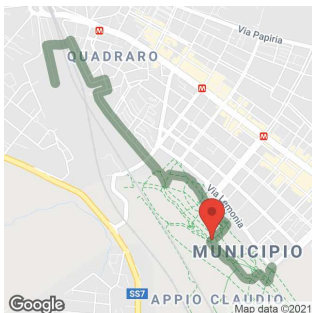 Via Papiria
M
QUADRARO
M
M
Via Lemonia
MUNICIPIO
SS7
APPIO CLAUDIO
Google
Map data ©2021